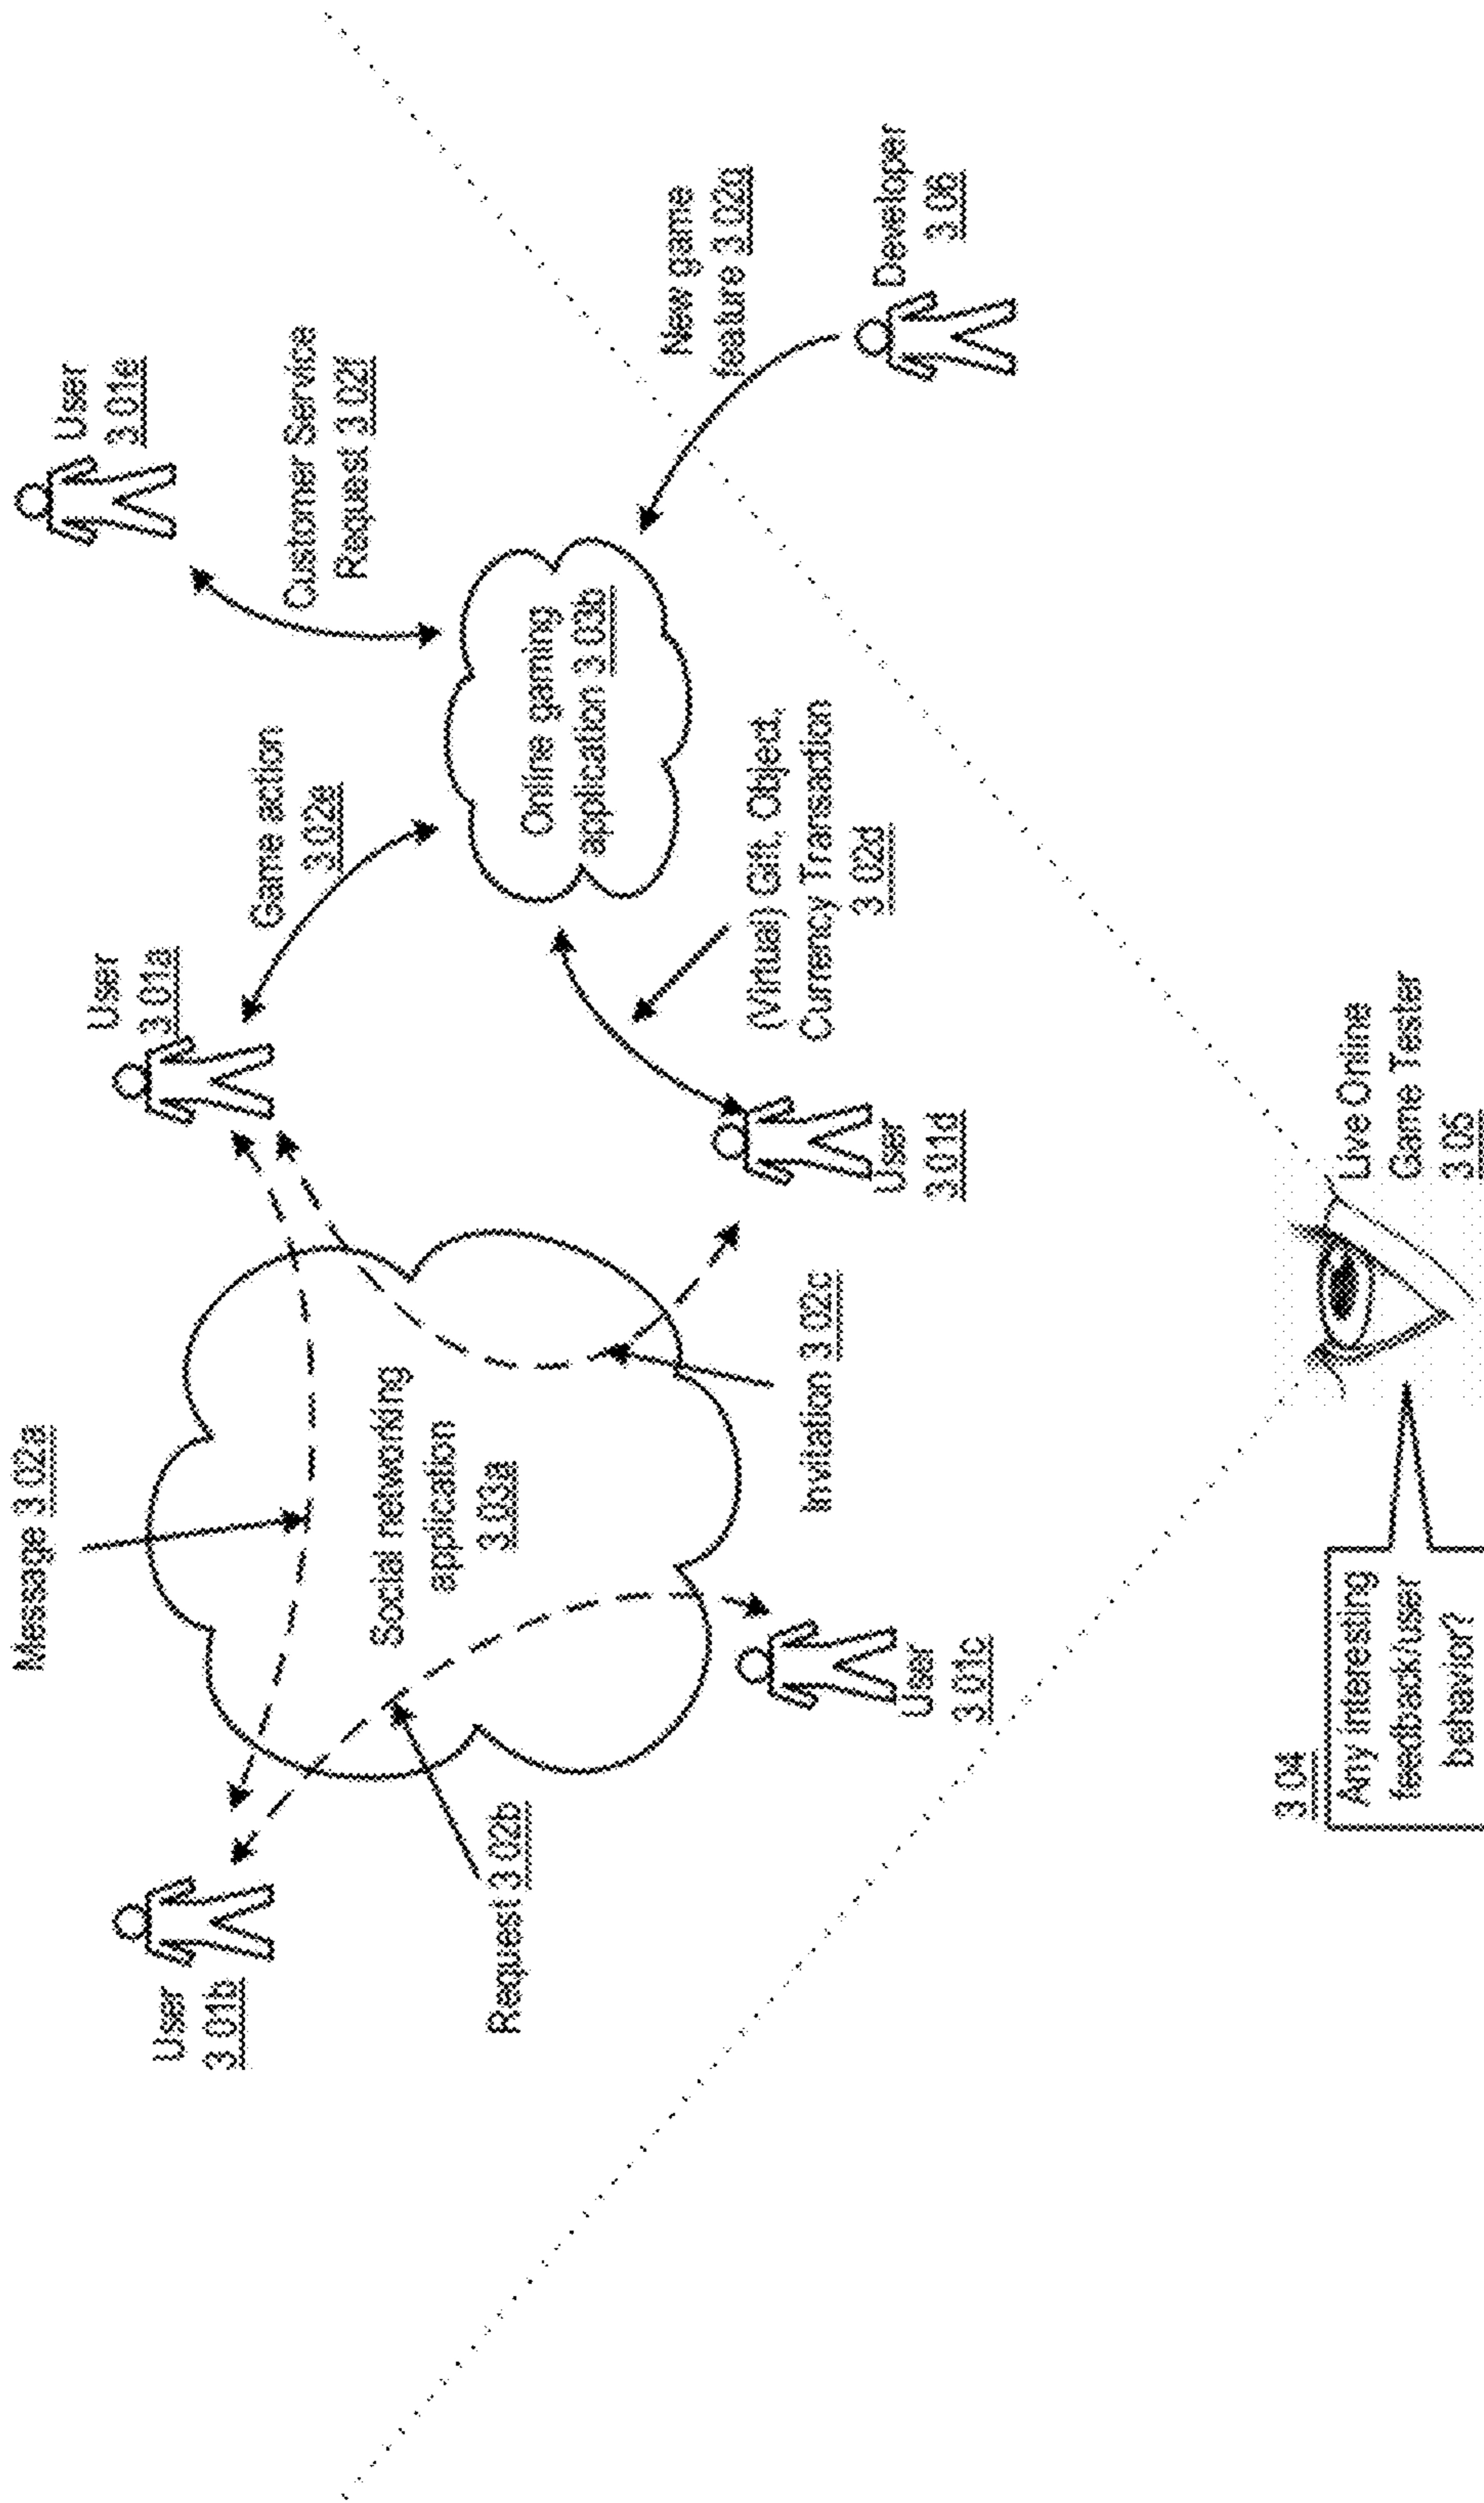 Message 3 02a
User
3 01b
User
3 01a
User
3 01e
Customer Service
Request 3 02f
Game action
3 02e
Social networking
application
3 03a
Online gaming
application 3 03b
New game
feature 3 02g
Request 3 02b
Developer
3 06
(Virtual) Gift, Object,
Currency Transaction
3 02d
Invitation 3 02c
User
3 01c
User
3 01d
3 04
Any interesting
feedback/user
behavior?
Live Online
Game Tester
3 05